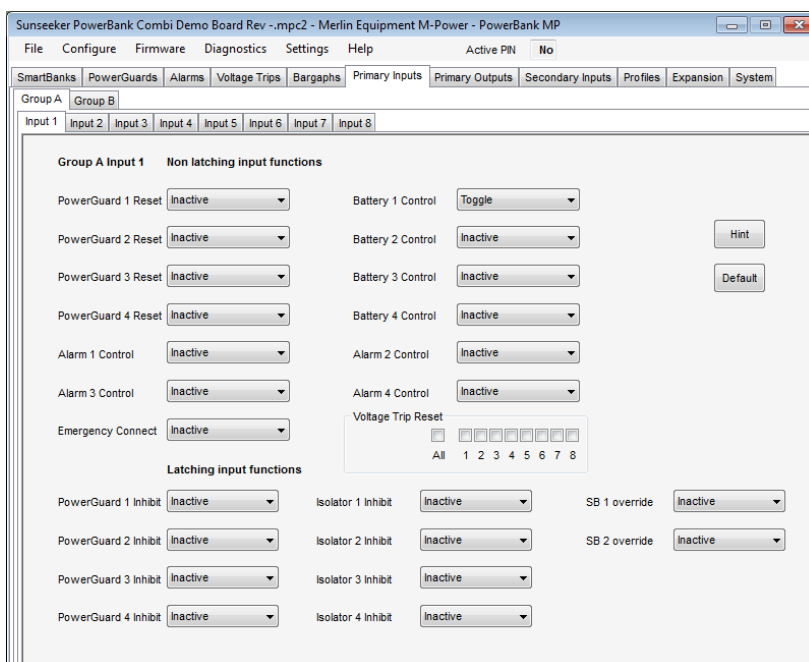 Sunseeker PowerBank Combi Demo Board Rev -.mpc2 - Merlin Equipment M-Power - PowerBank MP
File Configure Firmware Diagnostics Settings Help Active PIN No
SmartBanks PowerGuards Alarms Voltage Trips Bargaphs Primary Inputs Primary Outputs Secondary Inputs Profiles Expansion System
Group A Group B
Input 1 Input 2 Input 3 Input 4 Input 5 Input 6 Input 7 Input 8
Group A Input 1 Non latching input functions
PowerGuard 1 Reset Inactive Battery 1 Control Toggle
PowerGuard 2 Reset Inactive Battery 2 Control Inactive Hint
PowerGuard 3 Reset Inactive Battery 3 Control Inactive Default
PowerGuard 4 Reset Inactive Battery 4 Control Inactive
Alarm 1 Control Inactive Alarm 2 Control Inactive
Alarm 3 Control Inactive Alarm 4 Control Inactive
Voltage Trip Reset
Emergency Connect Inactive
All 1 2 3 4 5 6 7 8
Latching input functions
PowerGuard 1 Inhibit Inactive Isolator 1 Inhibit Inactive SB 1 override Inactive
PowerGuard 2 Inhibit Inactive Isolator 2 Inhibit Inactive SB 2 override Inactive
PowerGuard 3 Inhibit Inactive Isolator 3 Inhibit Inactive
PowerGuard 4 Inhibit Inactive Isolator 4 Inhibit Inactive